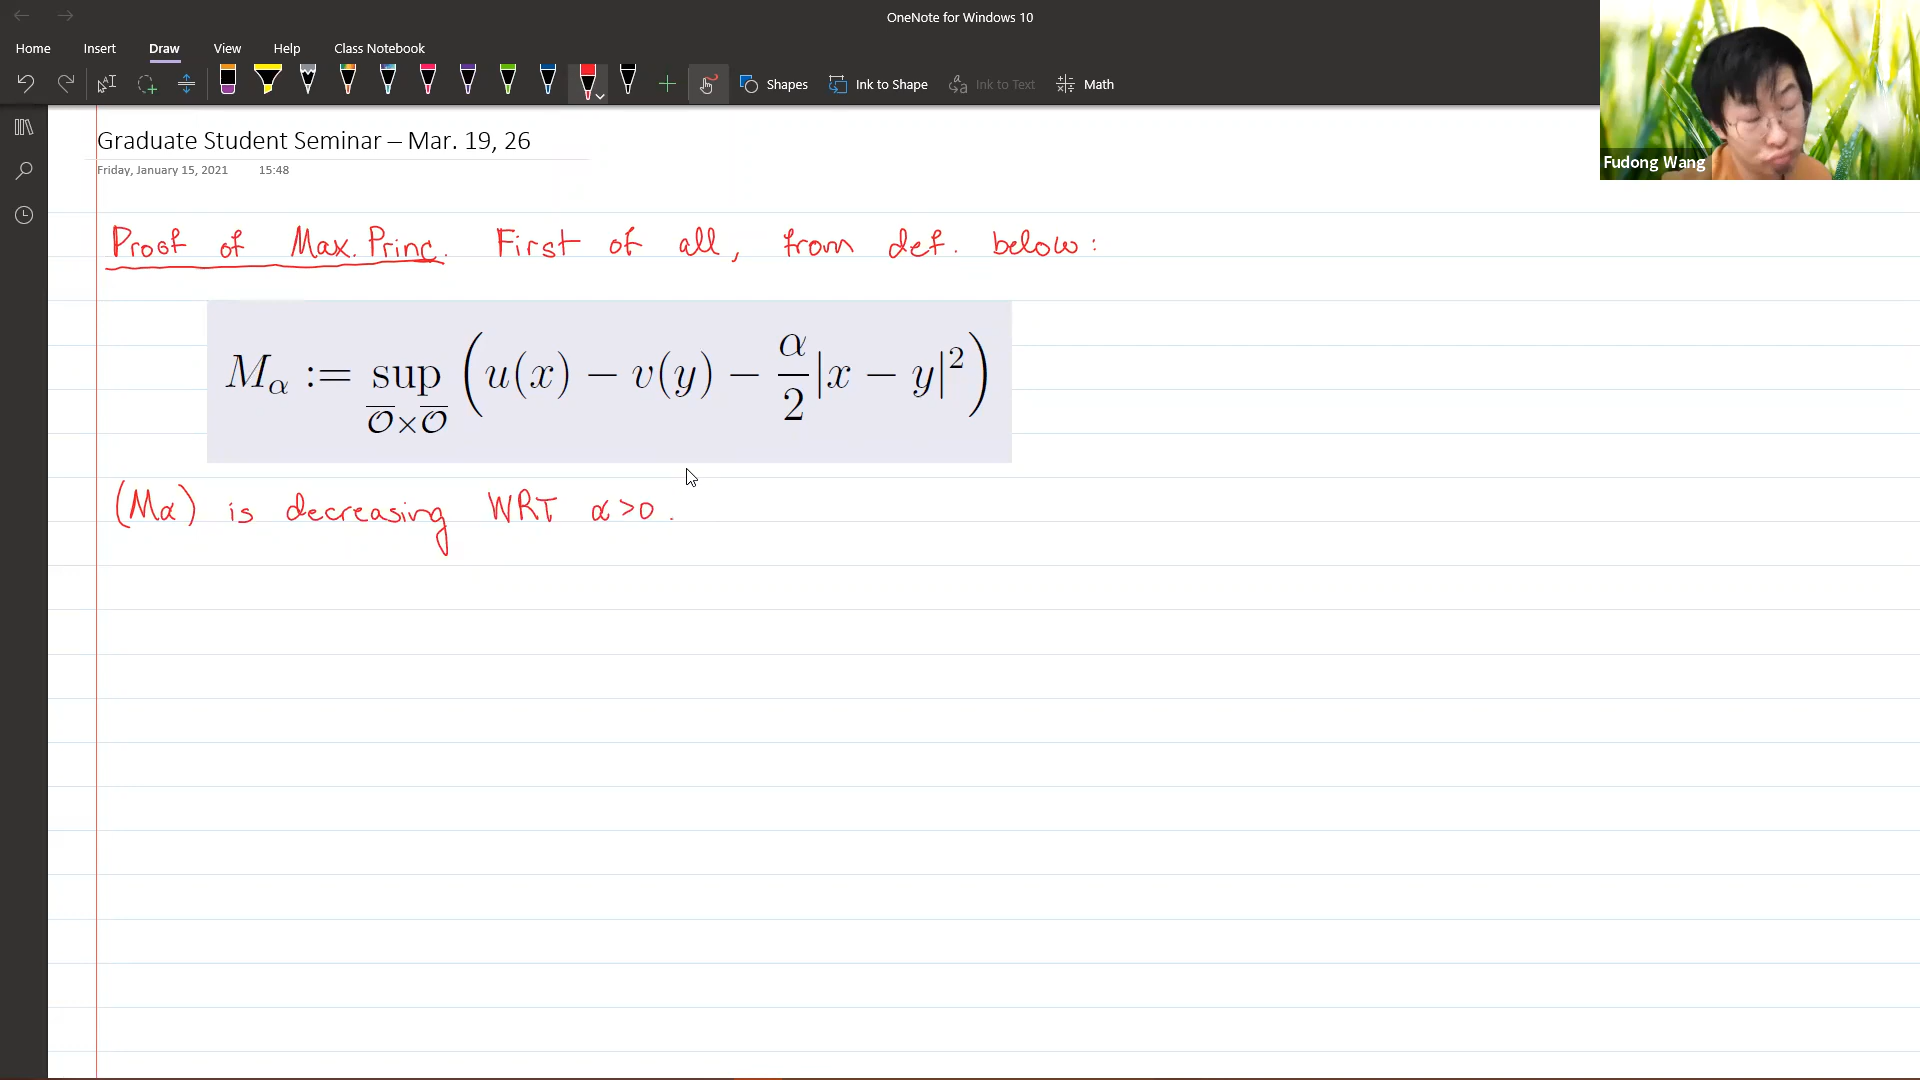 OneNote for Windows 10
Home Insert Draw View Help Class Notebook
Shapes Ink to Shape Ink to Text Math
Fudong Wang
Graduate Student Seminar – Mar. 19, 26
Friday, January 15, 2021 15:48
Proof of Max. Princ. First of all, from def. below:
M_α := sup_{\overline{𝒪}×\overline{𝒪}} ( u(x) − v(y) − \frac{α}{2}|x − y|² )
(Mα) is decreasing WRT α>0.